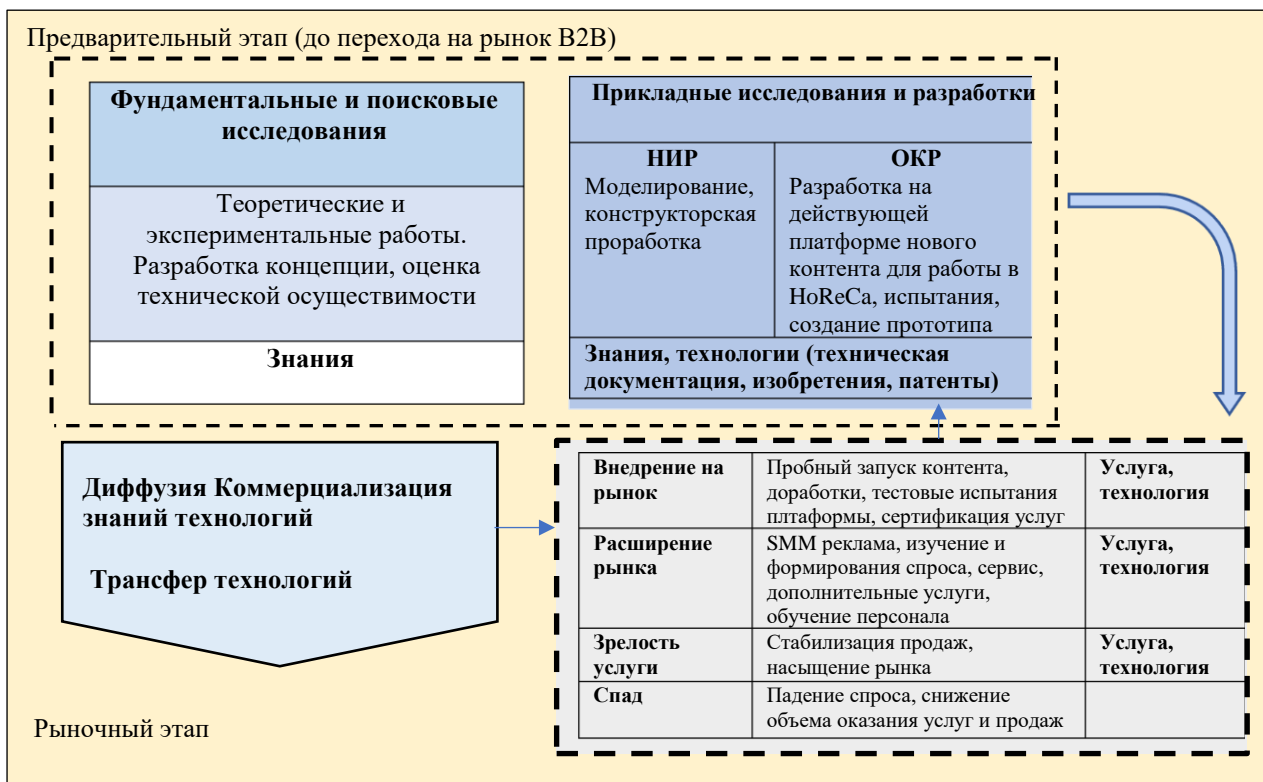 Предварительный этап (до перехода на рынок B2B)
Фундаментальные и поисковые
исследования
Теоретические и
экспериментальные работы.
Разработка концепции, оценка
технической осуществимости
Знания
Прикладные исследования и разработки
НИР
Моделирование,
конструкторская
проработка
ОКР
Разработка на
действующей
платформе нового
контента для работы в
HoReCa, испытания,
создание прототипа
Знания, технологии (техническая
документация, изобретения, патенты)
Диффузия Коммерциализация
знаний технологий
Трансфер технологий
Внедрение на
рынок
Пробный запуск контента,
доработки, тестовые испытания
плтаформы, сертификация услуг
Услуга,
технология
Расширение
рынка
SMM реклама, изучение и
формирования спроса, сервис,
дополнительные услуги,
обучение персонала
Услуга,
технология
Зрелость
услуги
Стабилизация продаж,
насыщение рынка
Услуга,
технология
Спад
Падение спроса, снижение
объема оказания услуг и продаж
Рыночный этап